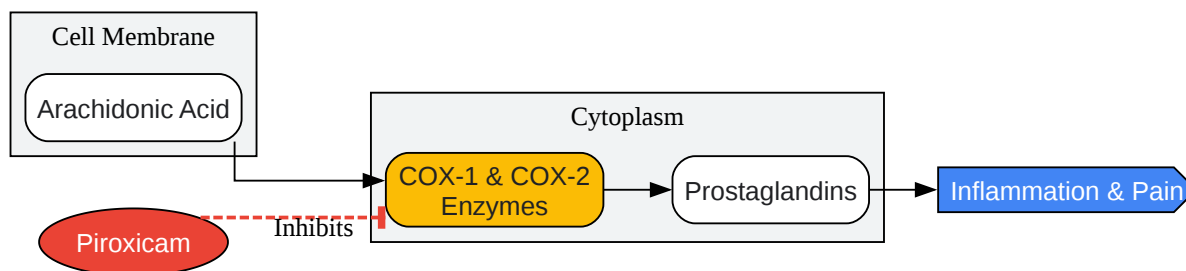 Cell Membrane
Arachidonic Acid
Cytoplasm
COX-1 & COX-2
Enzymes
Prostaglandins
Inflammation & Pain
Inhibits
Piroxicam